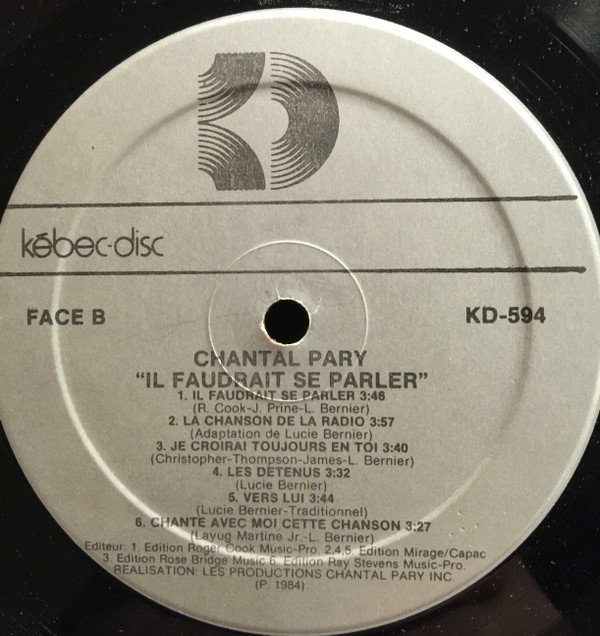 kébec-disc
FACE B
KD-594
CHANTAL PARY
“IL FAUDRAIT SE PARLER”
1. IL FAUDRAIT SE PARLER 3:46
(R. Cook-J. Prine-L. Bernier)
2. LA CHANSON DE LA RADIO 3:57
(Adaptation de Lucie Bernier)
3. JE CROIRAI TOUJOURS EN TOI 3:40
(Christopher-Thompson-James-L. Bernier)
4. LES DETENUS 3:32
(Lucie Bernier)
5. VERS LUI 3:44
(Lucie Bernier-Traditionnel)
6. CHANTE AVEC MOI CETTE CHANSON 3:27
(Layug Martine Jr.-L. Bernier)
Editeur: 1. Edition Roger Cook Music-Pro. 2,4,5. Edition Mirage/Capac
3. Edition Rose Bridge Music 6. Edition Ray Stevens Music-Pro.
REALISATION: LES PRODUCTIONS CHANTAL PARY INC.
(P. 1984)